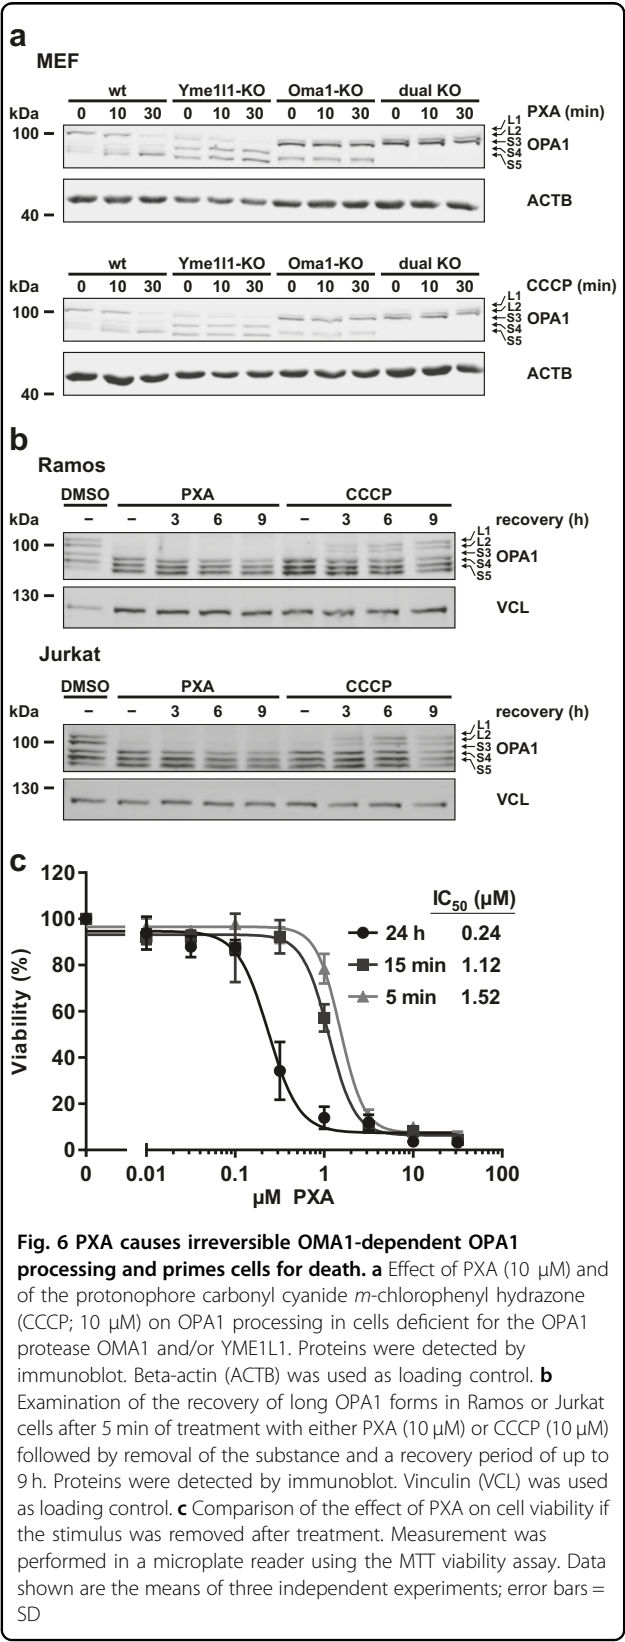 a
MEF
wt Yme1l1-KO Oma1-KO dual KO
kDa 0 10 30 0 10 30 0 10 30 0 10 30 PXA (min)
100
L1
L2
S3
S4
S5
OPA1
ACTB
40
wt Yme1l1-KO Oma1-KO dual KO
kDa 0 10 30 0 10 30 0 10 30 0 10 30 CCCP (min)
100
L1
L2
S3
S4
S5
OPA1
ACTB
40
b
Ramos
DMSO PXA CCCP
kDa – – 3 6 9 – 3 6 9 recovery (h)
100
L1
L2
S3
S4
S5
OPA1
130
VCL
Jurkat
DMSO PXA CCCP
kDa – – 3 6 9 – 3 6 9 recovery (h)
100
L1
L2
S3
S4
S5
OPA1
130
VCL
c
120
100
80
60
40
20
0
Viability (%)
IC50 (µM)
24 h 0.24
15 min 1.12
5 min 1.52
0 0.01 0.1 1 10 100
µM PXA
Fig. 6 PXA causes irreversible OMA1-dependent OPA1
processing and primes cells for death. a Effect of PXA (10 µM) and
of the protonophore carbonyl cyanide m-chlorophenyl hydrazone
(CCCP; 10 µM) on OPA1 processing in cells deficient for the OPA1
protease OMA1 and/or YME1L1. Proteins were detected by
immunoblot. Beta-actin (ACTB) was used as loading control. b
Examination of the recovery of long OPA1 forms in Ramos or Jurkat
cells after 5 min of treatment with either PXA (10 µM) or CCCP (10 µM)
followed by removal of the substance and a recovery period of up to
9 h. Proteins were detected by immunoblot. Vinculin (VCL) was used
as loading control. c Comparison of the effect of PXA on cell viability if
the stimulus was removed after treatment. Measurement was
performed in a microplate reader using the MTT viability assay. Data
shown are the means of three independent experiments; error bars =
SD